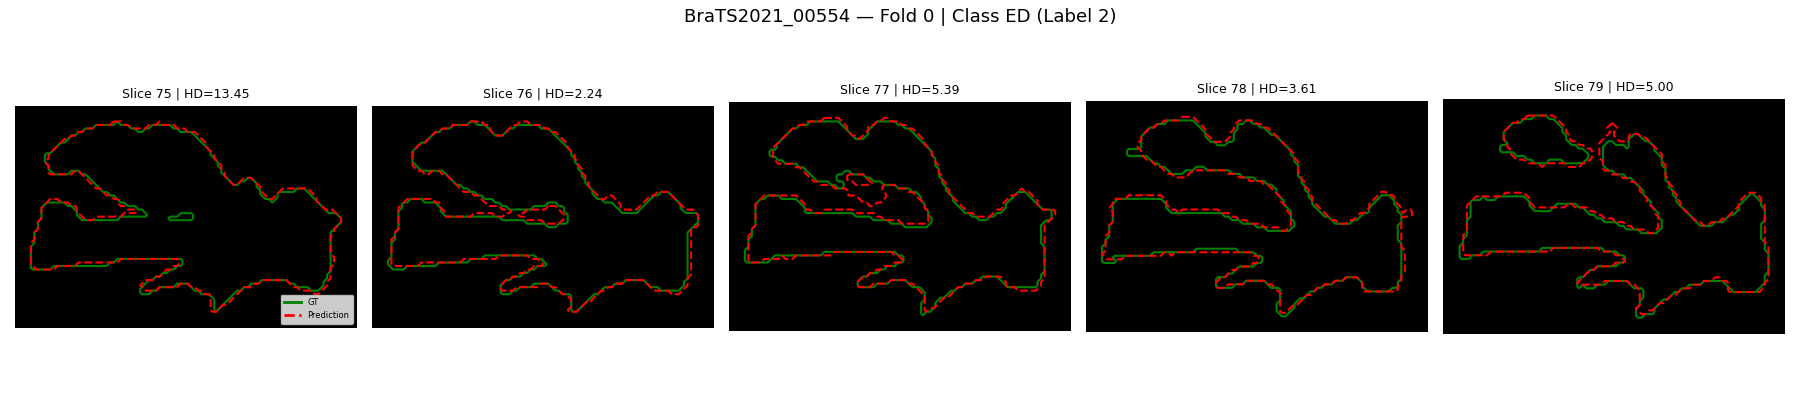 BraTS2021_00554 — Fold 0 | Class ED (Label 2)
Slice 75 | HD=13.45
Slice 76 | HD=2.24
Slice 77 | HD=5.39
Slice 78 | HD=3.61
Slice 79 | HD=5.00
GT
Prediction